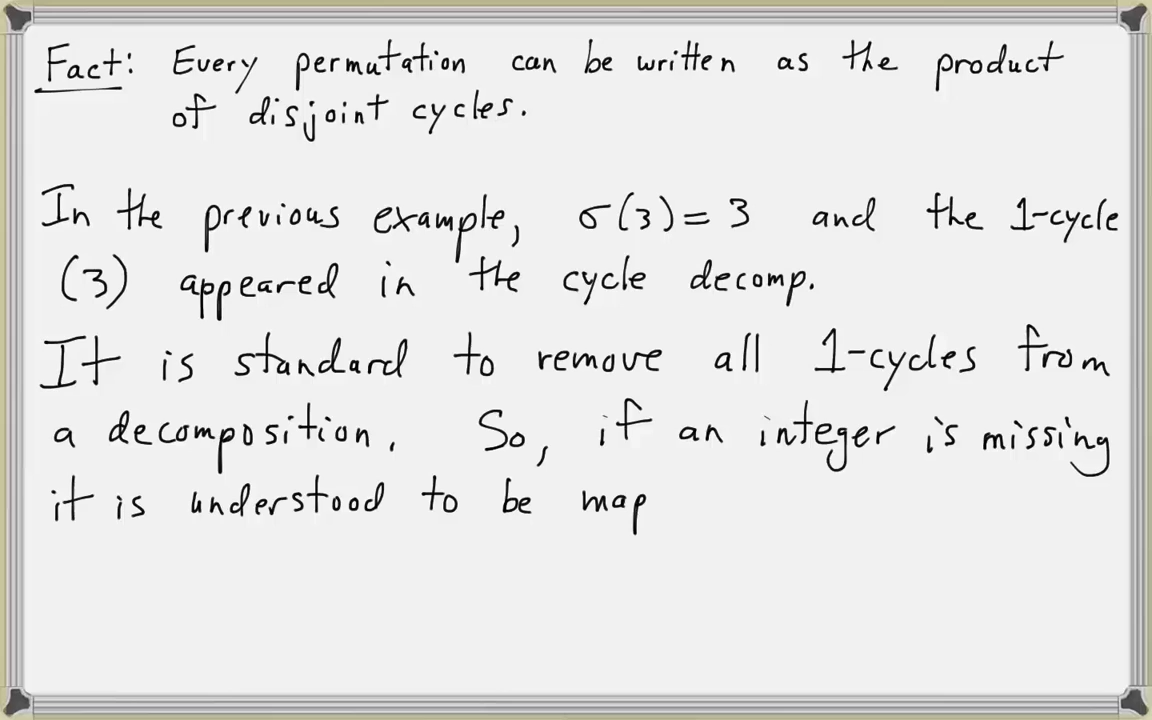 Fact: Every permutation can be written as the product
of disjoint cycles.
In the previous example, σ(3) = 3 and the 1-cycle
(3) appeared in the cycle decomp.
It is standard to remove all 1-cycles from
a decomposition. So, if an integer is missing
it is understood to be map